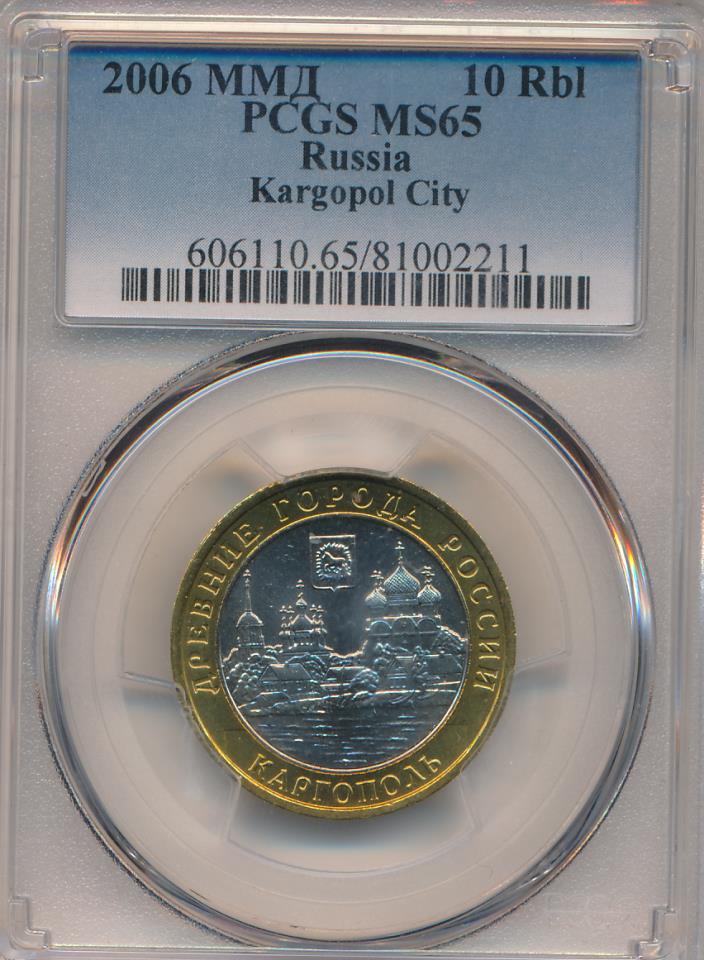 2006 ММД 10 Rbl
PCGS MS65
Russia
Kargopol City
606110.65/81002211
ДРЕВНИЕ ГОРОДА РОССИИ
КАРГОПОЛЬ